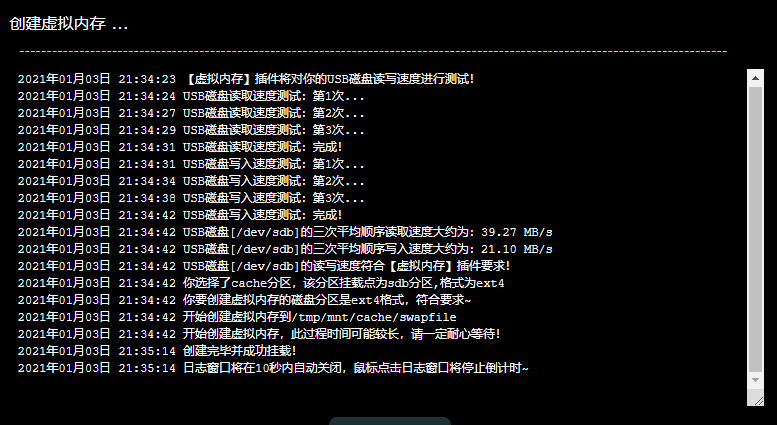 创建虚拟内存 ...
----------------------------------------------------------------------------------------------------------------------------------
2021年01月03日 21:34:23 【虚拟内存】插件将对你的USB磁盘读写速度进行测试!
2021年01月03日 21:34:24 USB磁盘读取速度测试: 第1次...
2021年01月03日 21:34:27 USB磁盘读取速度测试: 第2次...
2021年01月03日 21:34:29 USB磁盘读取速度测试: 第3次...
2021年01月03日 21:34:31 USB磁盘读取速度测试: 完成!
2021年01月03日 21:34:31 USB磁盘写入速度测试: 第1次...
2021年01月03日 21:34:34 USB磁盘写入速度测试: 第2次...
2021年01月03日 21:34:38 USB磁盘写入速度测试: 第3次...
2021年01月03日 21:34:42 USB磁盘写入速度测试: 完成!
2021年01月03日 21:34:42 USB磁盘[/dev/sdb]的三次平均顺序读取速度大约为: 39.27 MB/s
2021年01月03日 21:34:42 USB磁盘[/dev/sdb]的三次平均顺序写入速度大约为: 21.10 MB/s
2021年01月03日 21:34:42 USB磁盘[/dev/sdb]的读写速度符合【虚拟内存】插件要求!
2021年01月03日 21:34:42 你选择了cache分区，该分区挂载点为sdb分区,格式为ext4
2021年01月03日 21:34:42 你要创建虚拟内存的磁盘分区是ext4格式，符合要求~
2021年01月03日 21:34:42 开始创建虚拟内存到/tmp/mnt/cache/swapfile
2021年01月03日 21:34:42 开始创建虚拟内存，此过程时间可能较长，请一定耐心等待!
2021年01月03日 21:35:14 创建完毕并成功挂载!
2021年01月03日 21:35:14 日志窗口将在10秒内自动关闭，鼠标点击日志窗口将停止倒计时~